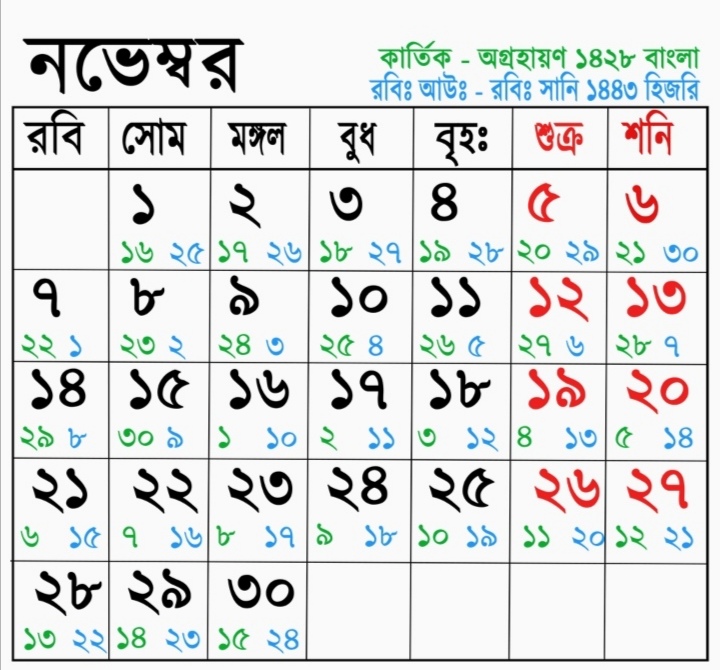 নভেম্বর
কার্তিক - অগ্রহায়ণ ১৪২৮ বাংলা
রবিঃ আউঃ - রবিঃ সানি ১৪৪৩ হিজরি
রবি সোম মঙ্গল বুধ বৃহঃ শুক্র শনি
১ ২ ৩ ৪ ৫ ৬
১৬ ২৫ ১৭ ২৬ ১৮ ২৭ ১৯ ২৮ ২০ ২৯ ২১ ৩০
৭ ৮ ৯ ১০ ১১ ১২ ১৩
২২ ১ ২৩ ২ ২৪ ৩ ২৫ ৪ ২৬ ৫ ২৭ ৬ ২৮ ৭
১৪ ১৫ ১৬ ১৭ ১৮ ১৯ ২০
২৯ ৮ ৩০ ৯ ১ ১০ ২ ১১ ৩ ১২ ৪ ১৩ ৫ ১৪
২১ ২২ ২৩ ২৪ ২৫ ২৬ ২৭
৬ ১৫ ৭ ১৬ ৮ ১৭ ৯ ১৮ ১০ ১৯ ১১ ২০ ১২ ২১
২৮ ২৯ ৩০
১৩ ২২ ১৪ ২৩ ১৫ ২৪